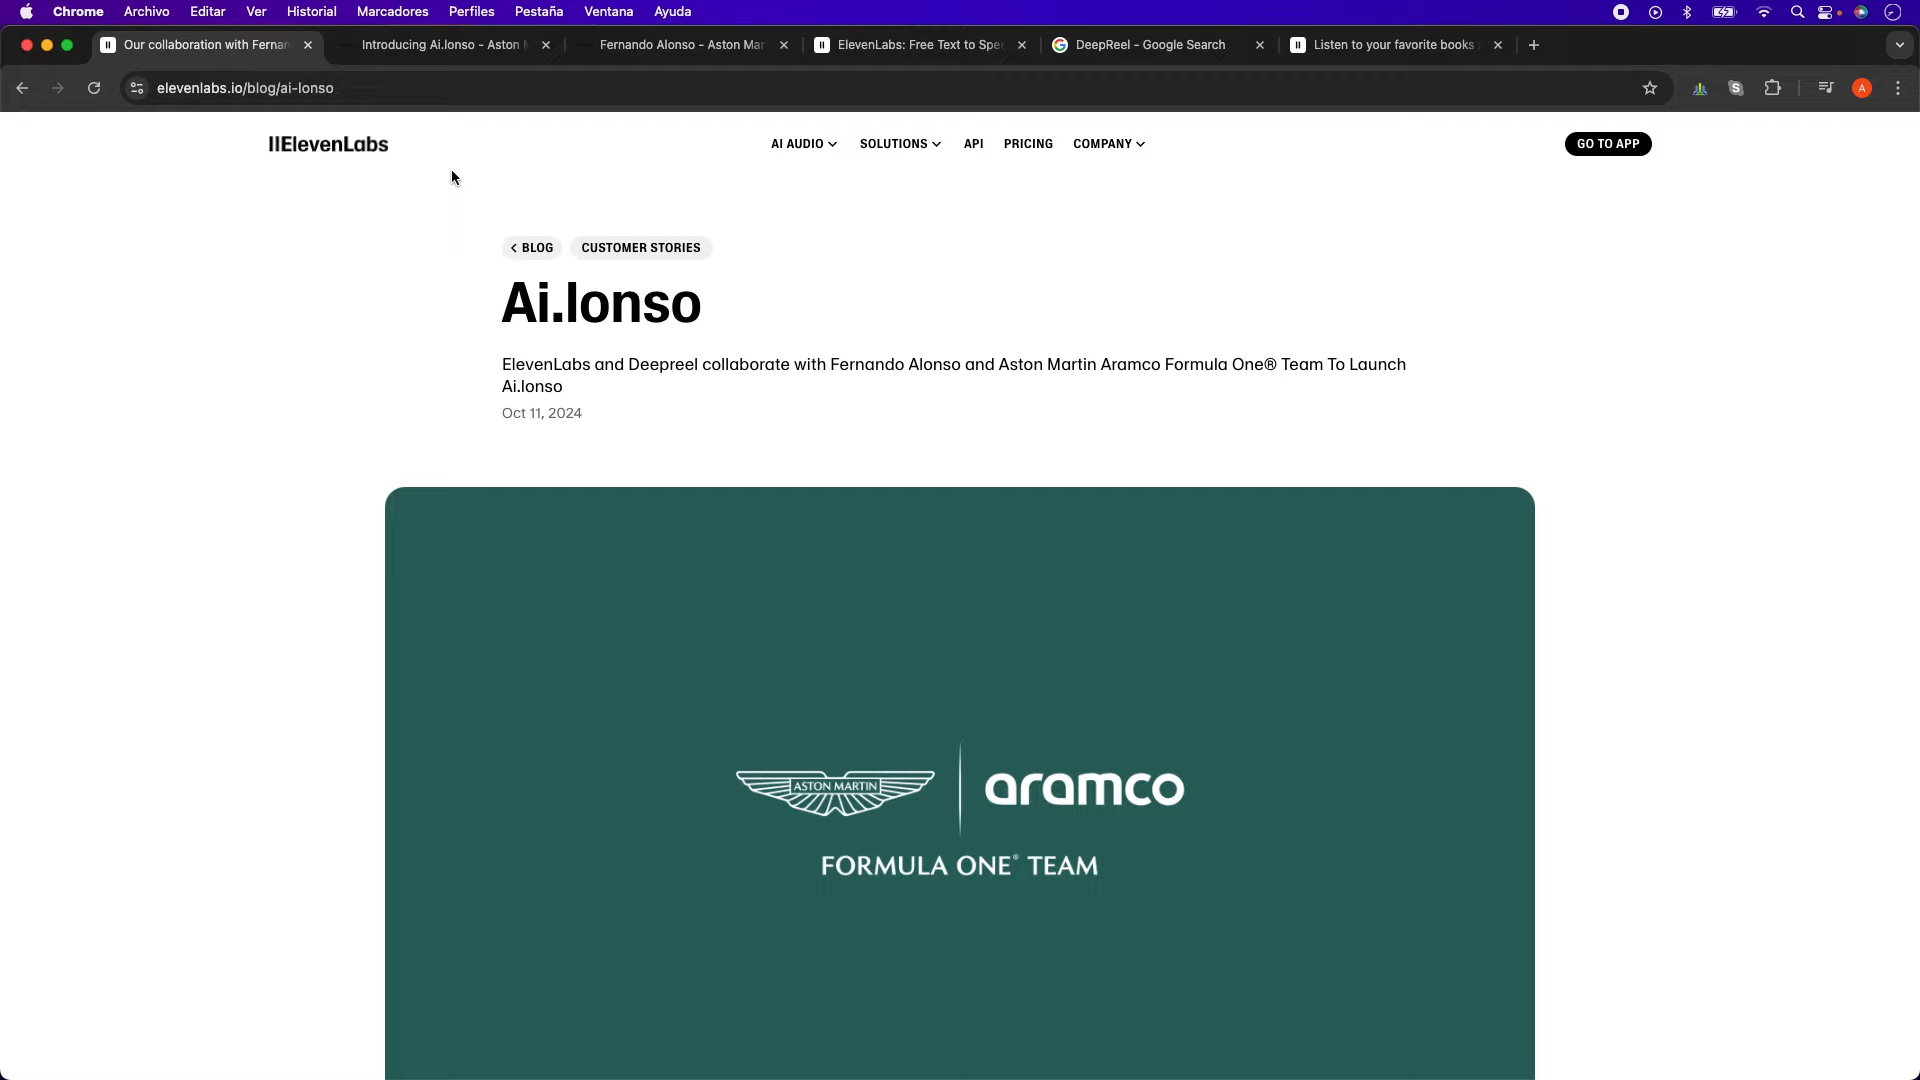 Chrome Archivo Editar Ver Historial Marcadores Perfiles Pestaña Ventana Ayuda
Our collaboration with Fernan
Introducing Ai.lonso - Aston M
Fernando Alonso - Aston Mar
ElevenLabs: Free Text to Spee
DeepReel - Google Search
Listen to your favorite books
elevenlabs.io/blog/ai-lonso
S
A
IIElevenLabs
AI AUDIO SOLUTIONS API PRICING COMPANY
GO TO APP
BLOG CUSTOMER STORIES
Ai.lonso
ElevenLabs and Deepreel collaborate with Fernando Alonso and Aston Martin Aramco Formula One® Team To Launch
Ai.lonso
Oct 11, 2024
ASTON MARTIN
aramco
FORMULA ONE® TEAM